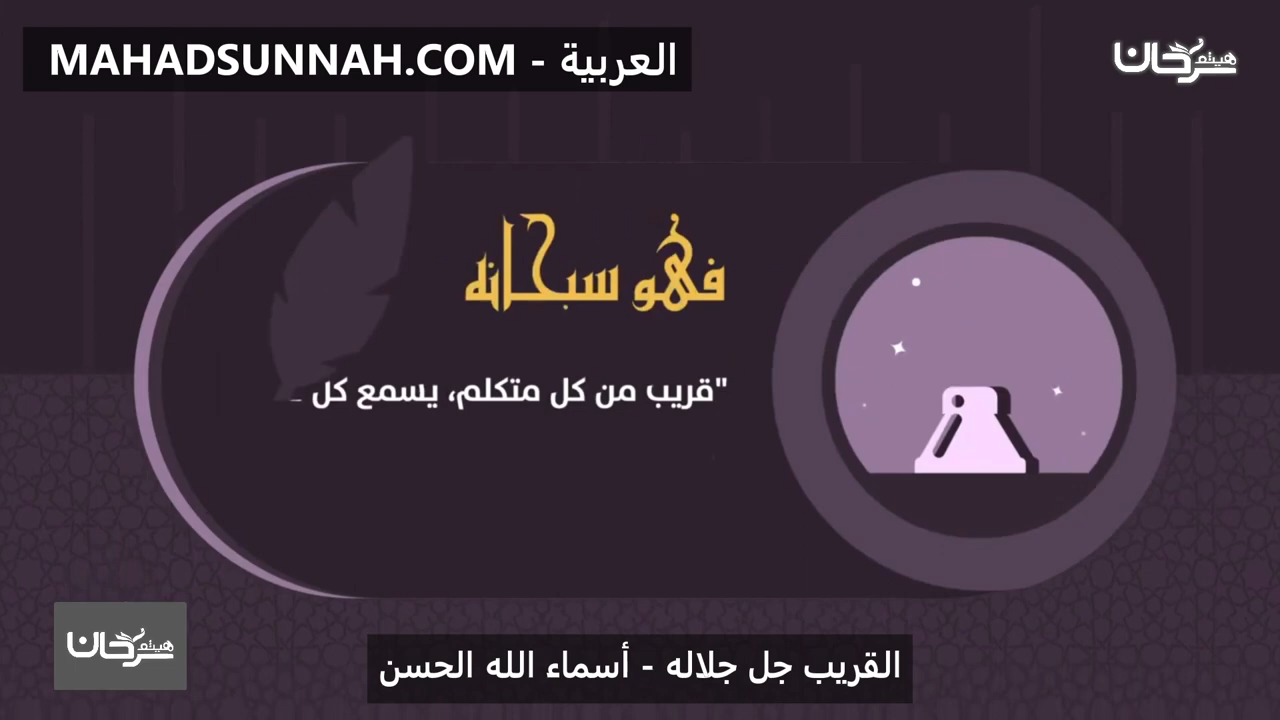 العربية - MAHADSUNNAH.COM
هيثم سرحان
فهو سبحانه
"قريب من كل متكلم، يسمع كل
هيثم سرحان
القريب جل جلاله - أسماء الله الحسن